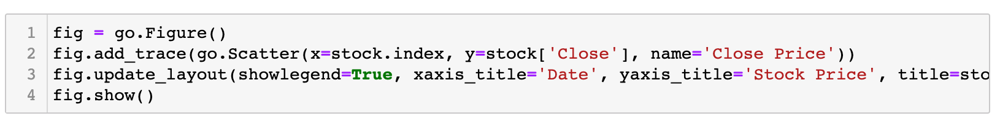 1 fig = go.Figure()
2 fig.add_trace(go.Scatter(x=stock.index, y=stock['Close'], name='Close Price'))
3 fig.update_layout(showlegend=True, xaxis_title='Date', yaxis_title='Stock Price', title=sto
4 fig.show()